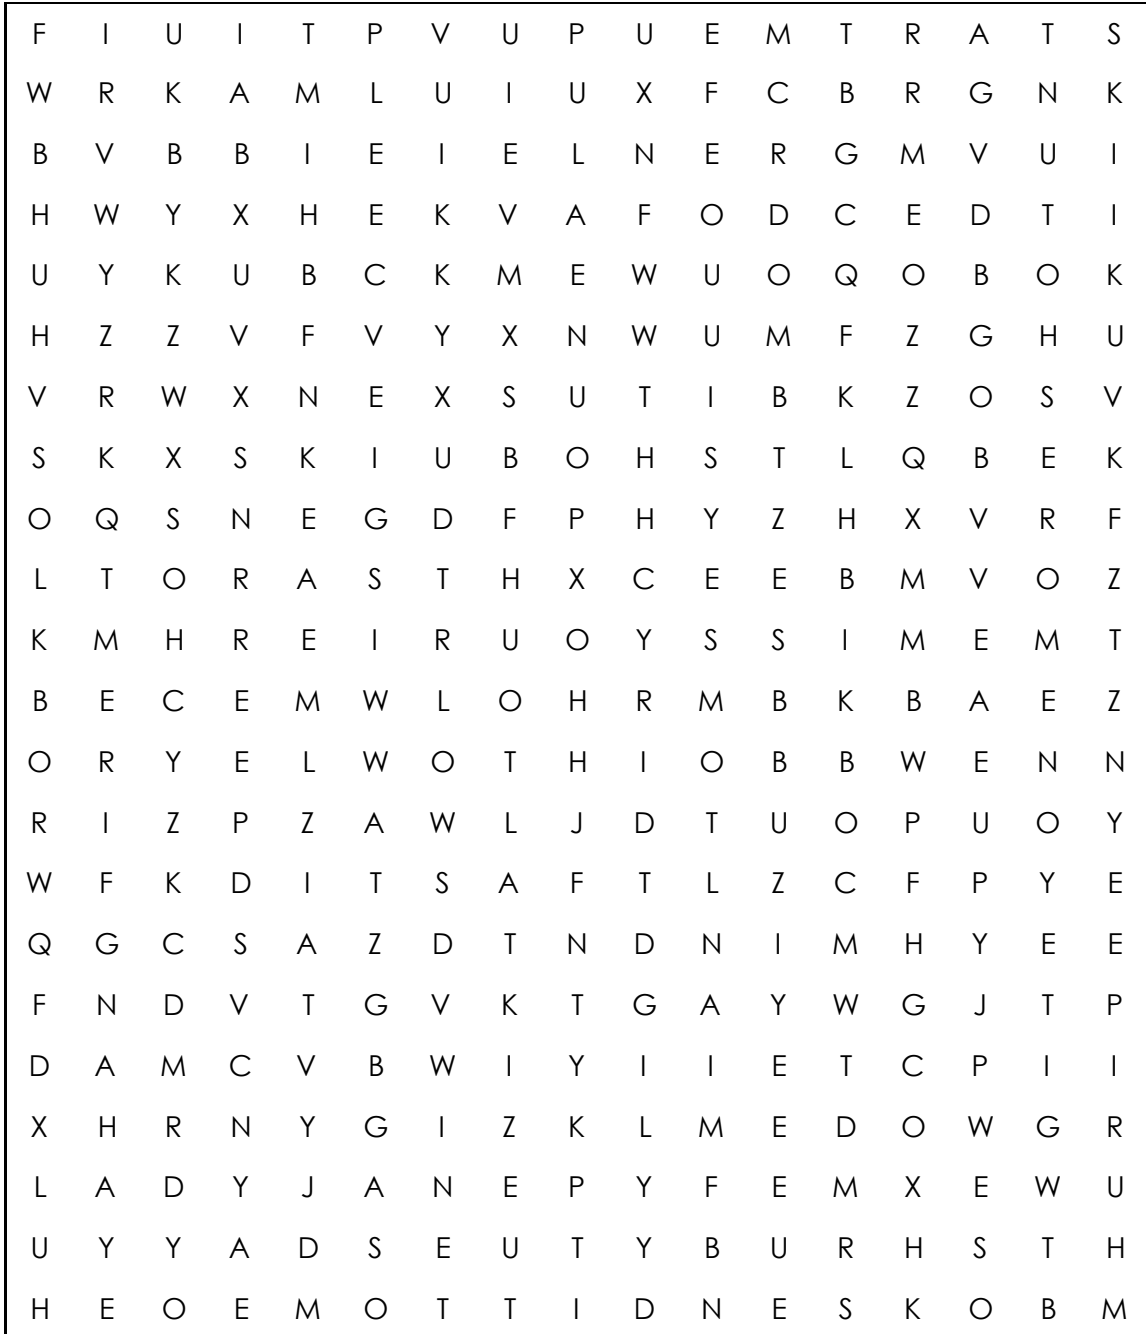 F I U I T P V U P U E M T R A T S
W R K A M L U I U X F C B R G N K
B V B B I E I E L N E R G M V U I
H W Y X H E K V A F O D C E D T I
U Y K U B C K M E W U O Q O B O K
H Z Z V F V Y X N W U M F Z G H U
V R W X N E X S U T I B K Z O S V
S K X S K I U B O H S T L Q B E K
O Q S N E G D F P H Y Z H X V R F
L T O R A S T H X C E E B M V O Z
K M H R E I R U O Y S S I M E M T
B E C E M W L O H R M B K B A E Z
O R Y E L W O T H I O B B W E N N
R I Z P Z A W L J D T U O P U O Y
W F K D I T S A F T L Z C F P Y E
Q G C S A Z D T N D N I M H Y E E
F N D V T G V K T G A Y W G J T P
D A M C V B W I Y I I E T C P I I
X H R N Y G I Z K L M E D O W G R
L A D Y J A N E P Y F E M X E W U
U Y Y A D S E U T Y B U R H S T H
H E O E M O T T I D N E S K O B M